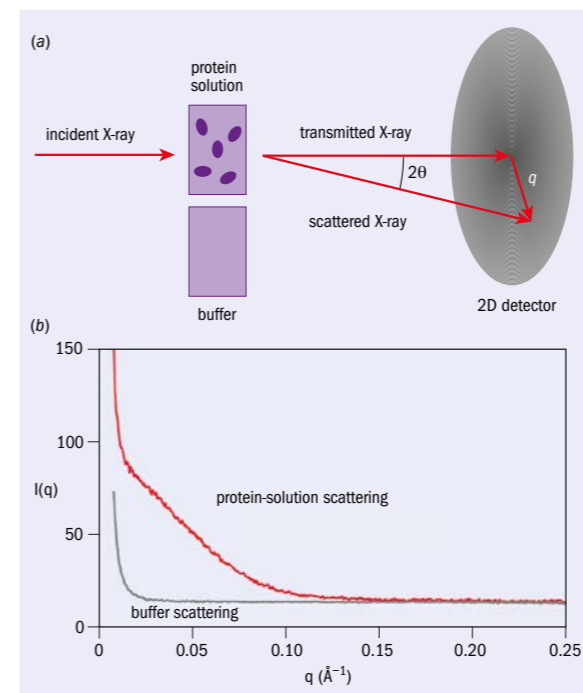 (a)
protein
solution
incident X-ray
transmitted X-ray
2θ
q
scattered X-ray
buffer
2D detector
(b)
150
100
I(q)
protein-solution scattering
50
buffer scattering
0
0 0.05 0.10 0.15 0.20 0.25
q (Å⁻¹)